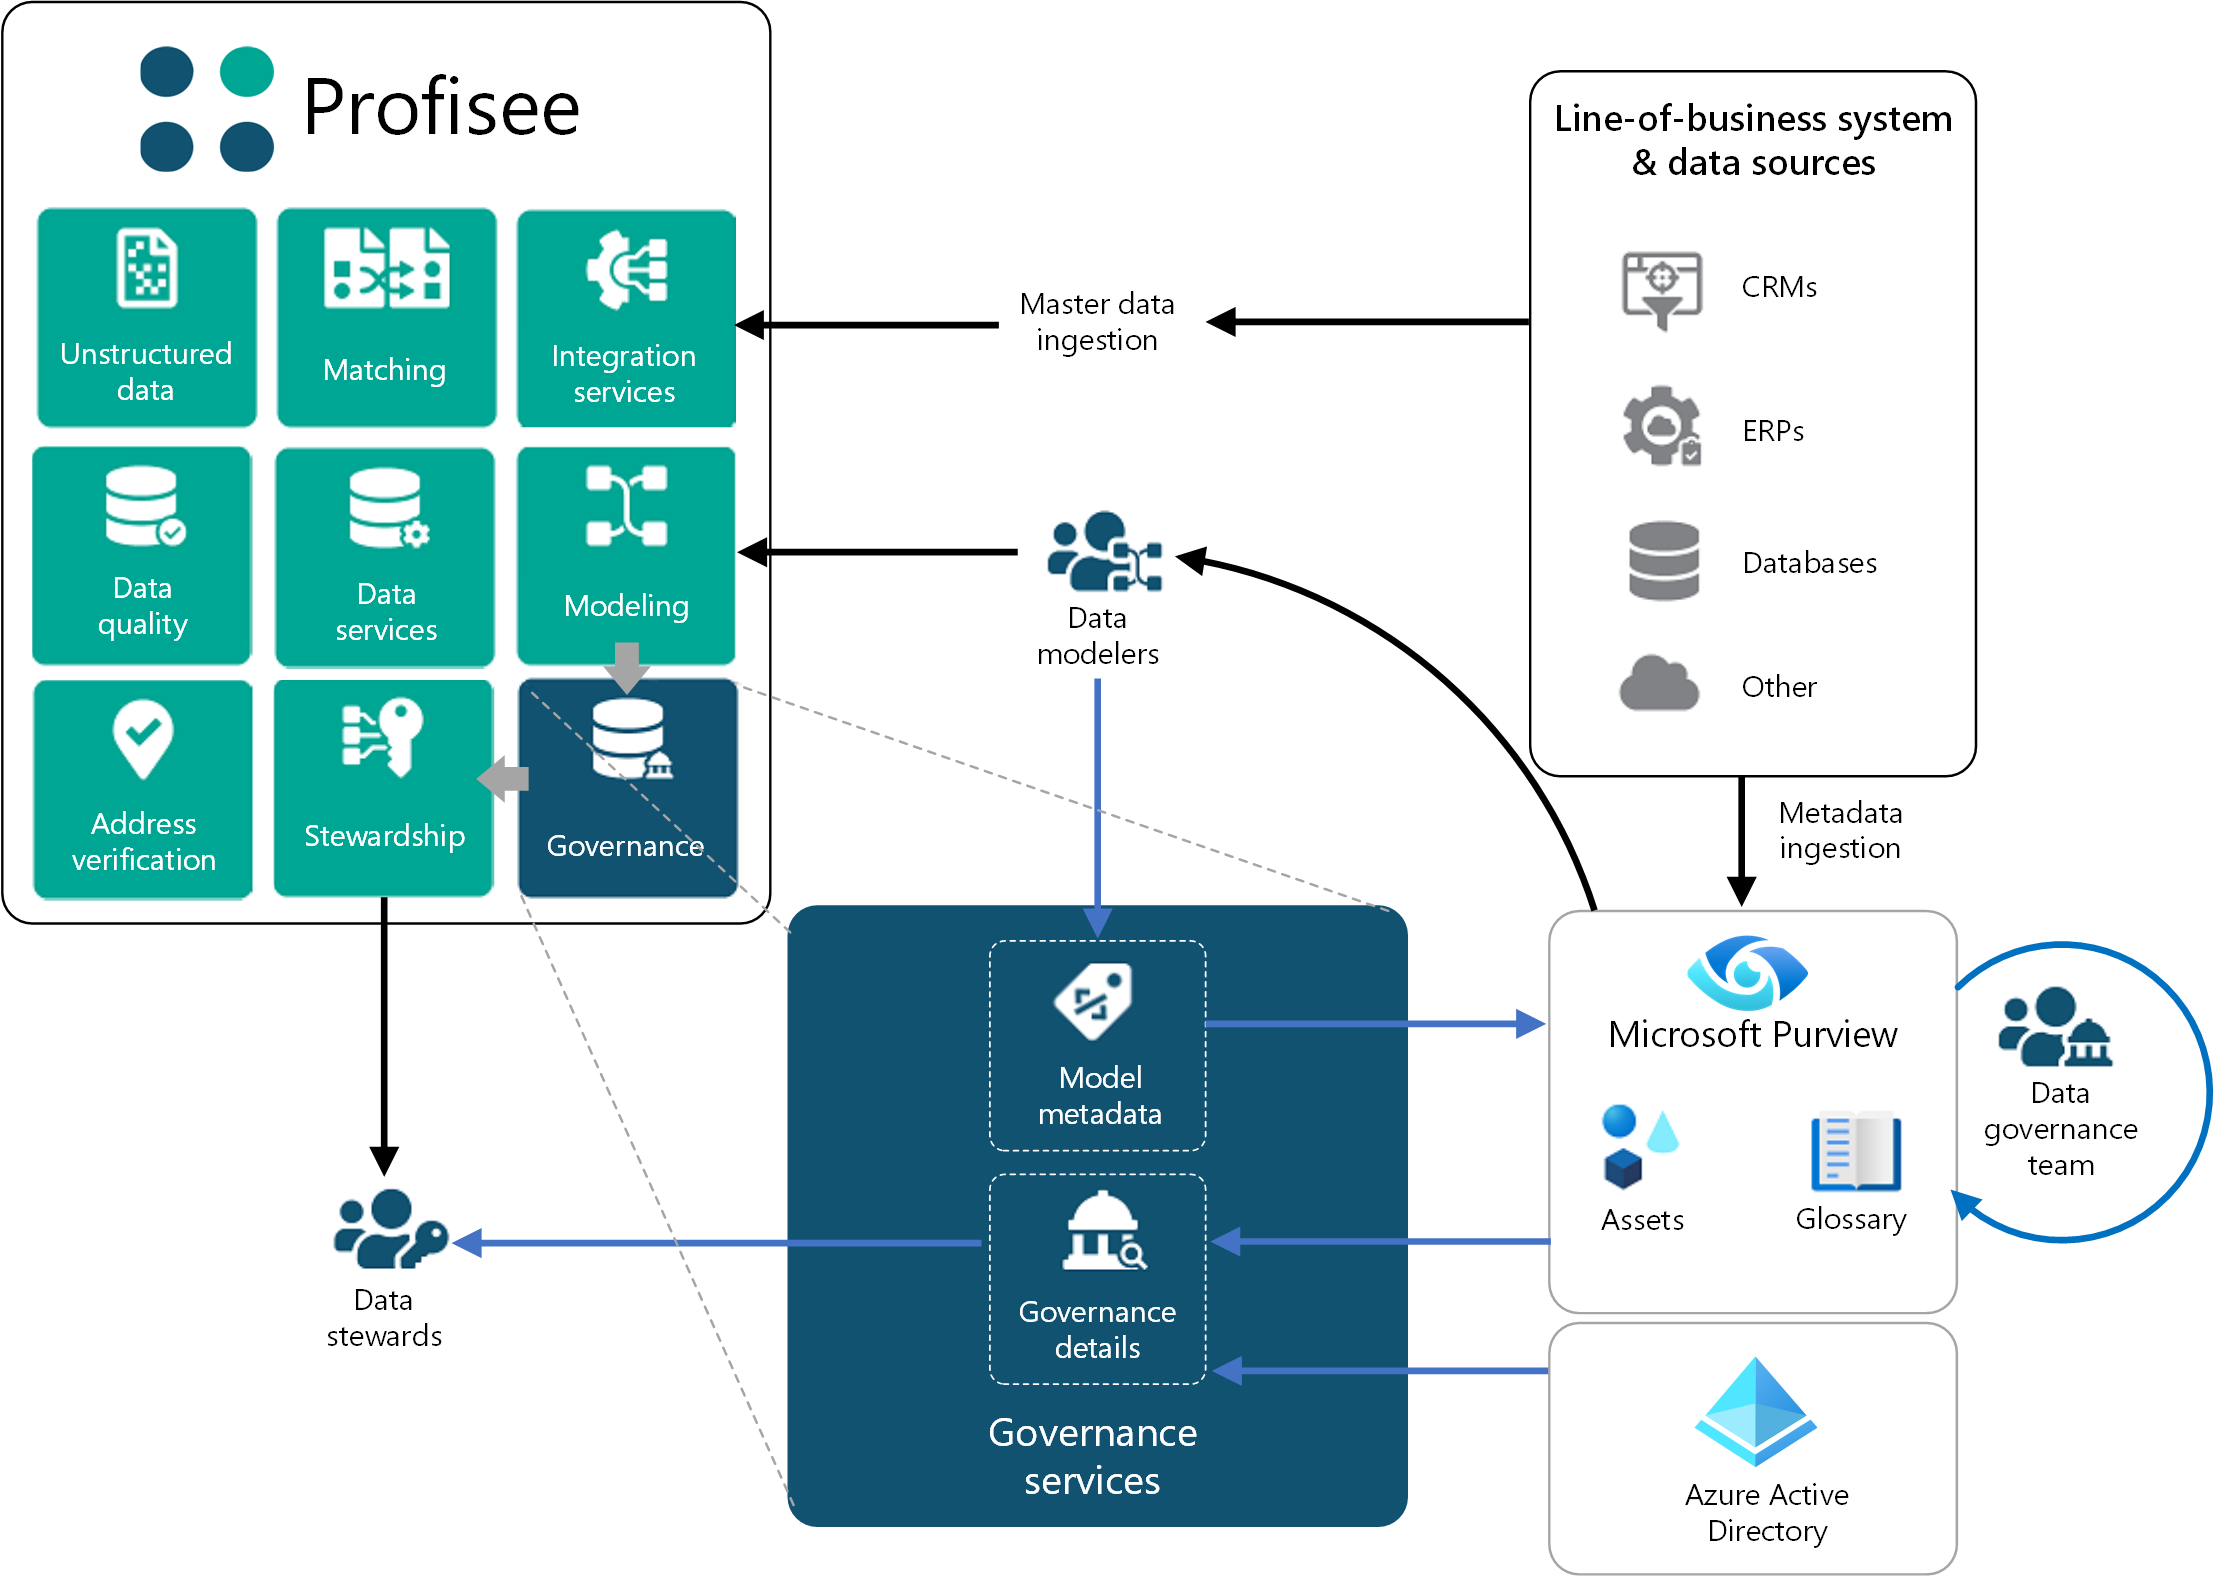 Profisee
Unstructured
data
Matching
Integration
services
Data
quality
Data
services
Modeling
Address
verification
Stewardship
Governance
Master data
ingestion
Data
modelers
Line-of-business system
& data sources
CRMs
ERPs
Databases
Other
Metadata
ingestion
Microsoft Purview
Assets
Glossary
Data
governance
team
Model
metadata
Governance
details
Governance
services
Data
stewards
Azure Active
Directory